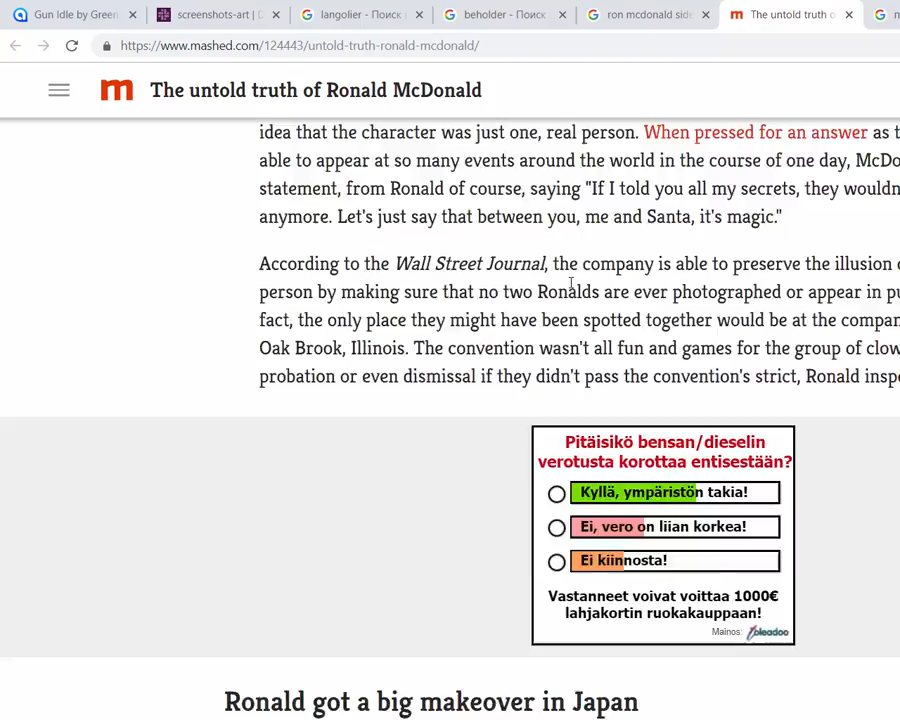 Gun Idle by Green
screenshots-art | D
langolier - Поиск
beholder - Поиск
ron mcdonald side
The untold truth o
https://www.mashed.com/124443/untold-truth-ronald-mcdonald/
m The untold truth of Ronald McDonald
idea that the character was just one, real person. When pressed for an answer as t
able to appear at so many events around the world in the course of one day, McDo
statement, from Ronald of course, saying "If I told you all my secrets, they wouldn
anymore. Let's just say that between you, me and Santa, it's magic."
According to the Wall Street Journal, the company is able to preserve the illusion
person by making sure that no two Ronalds are ever photographed or appear in pu
fact, the only place they might have been spotted together would be at the compan
Oak Brook, Illinois. The convention wasn't all fun and games for the group of clow
probation or even dismissal if they didn't pass the convention's strict, Ronald inspe
Pitäisikö bensan/dieselin
verotusta korottaa entisestään?
Kyllä, ympäristön takia!
Ei, vero on liian korkea!
Ei kiinnosta!
Vastanneet voivat voittaa 1000€
lahjakortin ruokakauppaan!
Mainos: leadoo
Ronald got a big makeover in Japan